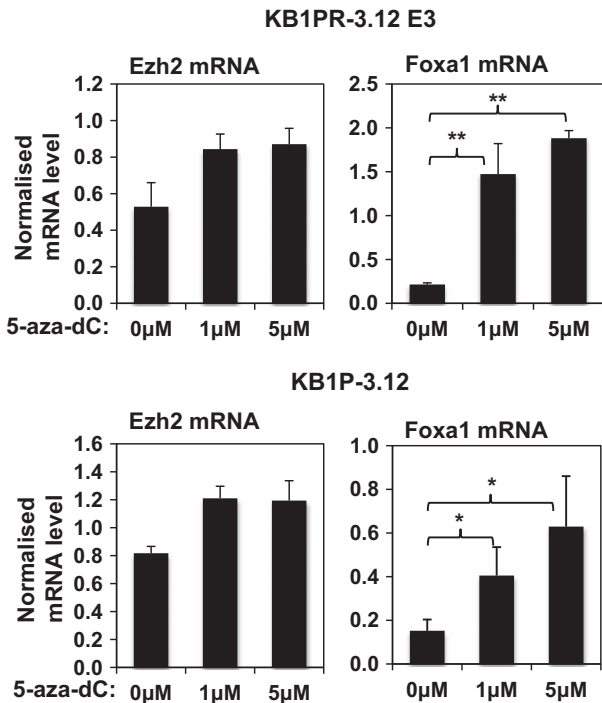 KB1PR-3.12 E3
Ezh2 mRNA
Normalised
mRNA level
1.2
1.0
0.8
0.6
0.4
0.2
0.0
5-aza-dC: 0µM 1µM 5µM
Foxa1 mRNA
2.5
2.0
1.5
1.0
0.5
0.0
**
**
0µM 1µM 5µM
KB1P-3.12
Ezh2 mRNA
Normalised
mRNA level
1.6
1.4
1.2
1.0
0.8
0.6
0.4
0.2
0.0
5-aza-dC: 0µM 1µM 5µM
Foxa1 mRNA
1.0
0.8
0.6
0.4
0.2
0.0
*
*
0µM 1µM 5µM